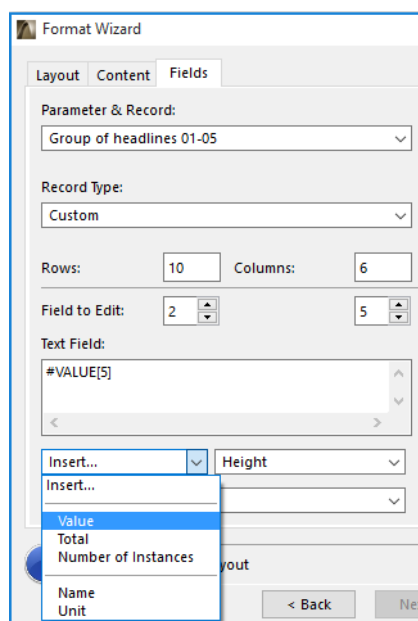 Format Wizard
Layout Content Fields
Parameter & Record:
Group of headlines 01-05
Record Type:
Custom
Rows: 10 Columns: 6
Field to Edit: 2 5
Text Field:
#VALUE[5]
Insert... Height
Insert...
Value
Total
Number of Instances
yout
Name
Unit
< Back Ne